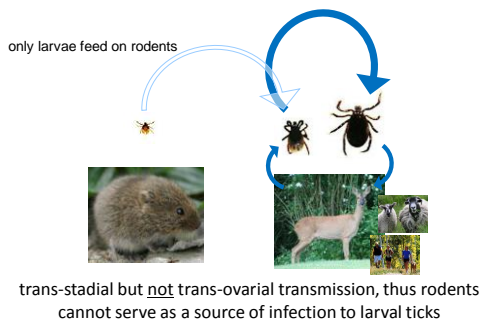 only larvae feed on rodents
trans-stadial but not trans-ovarial transmission, thus rodents
cannot serve as a source of infection to larval ticks